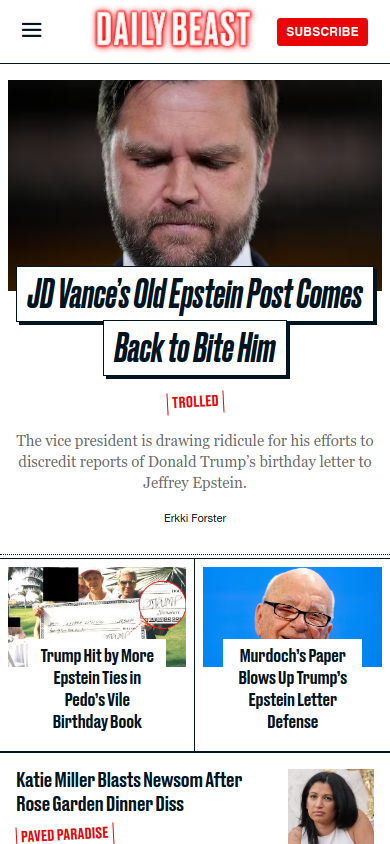 DAILY BEAST
SUBSCRIBE
JD Vance's Old Epstein Post Comes
Back to Bite Him
TROLLED
The vice president is drawing ridicule for his efforts to
discredit reports of Donald Trump’s birthday letter to
Jeffrey Epstein.
Erkki Forster
Trump Hit by More
Epstein Ties in
Pedo’s Vile
Birthday Book
Murdoch’s Paper
Blows Up Trump’s
Epstein Letter
Defense
Katie Miller Blasts Newsom After
Rose Garden Dinner Diss
PAVED PARADISE